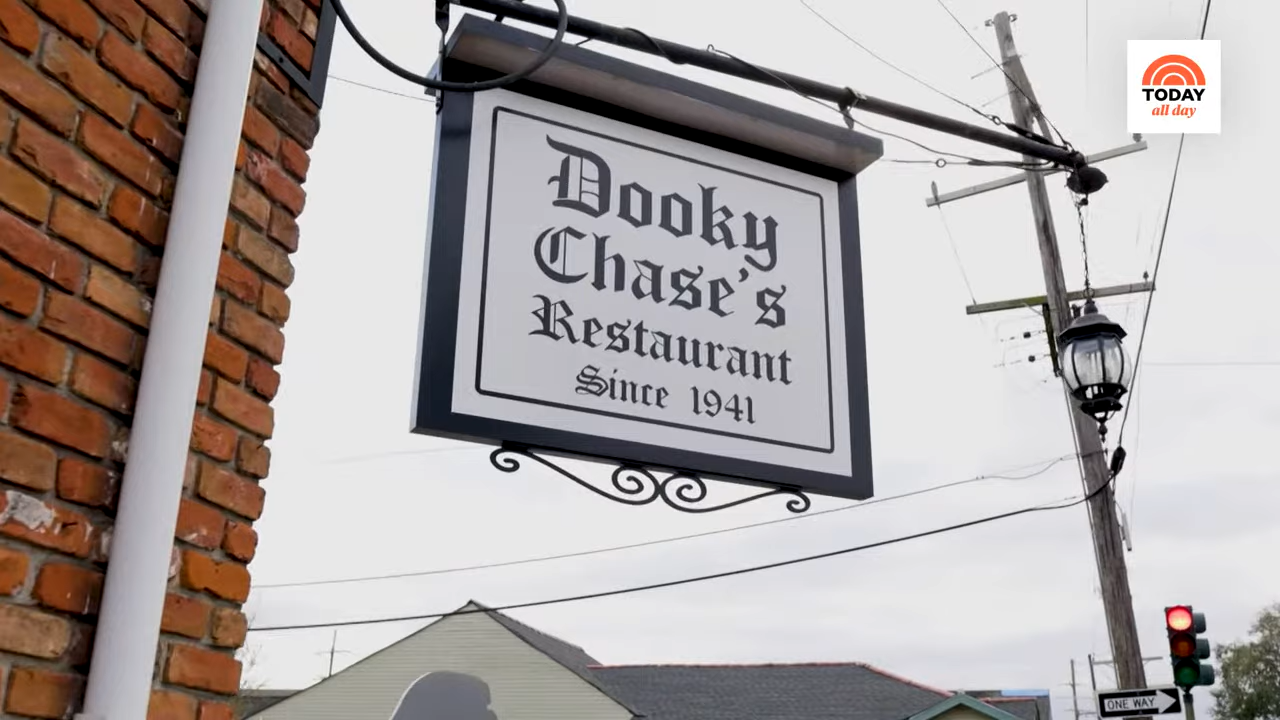 Dooky
Chase's
Restaurant
Since 1941
TODAY
all day
ONE WAY